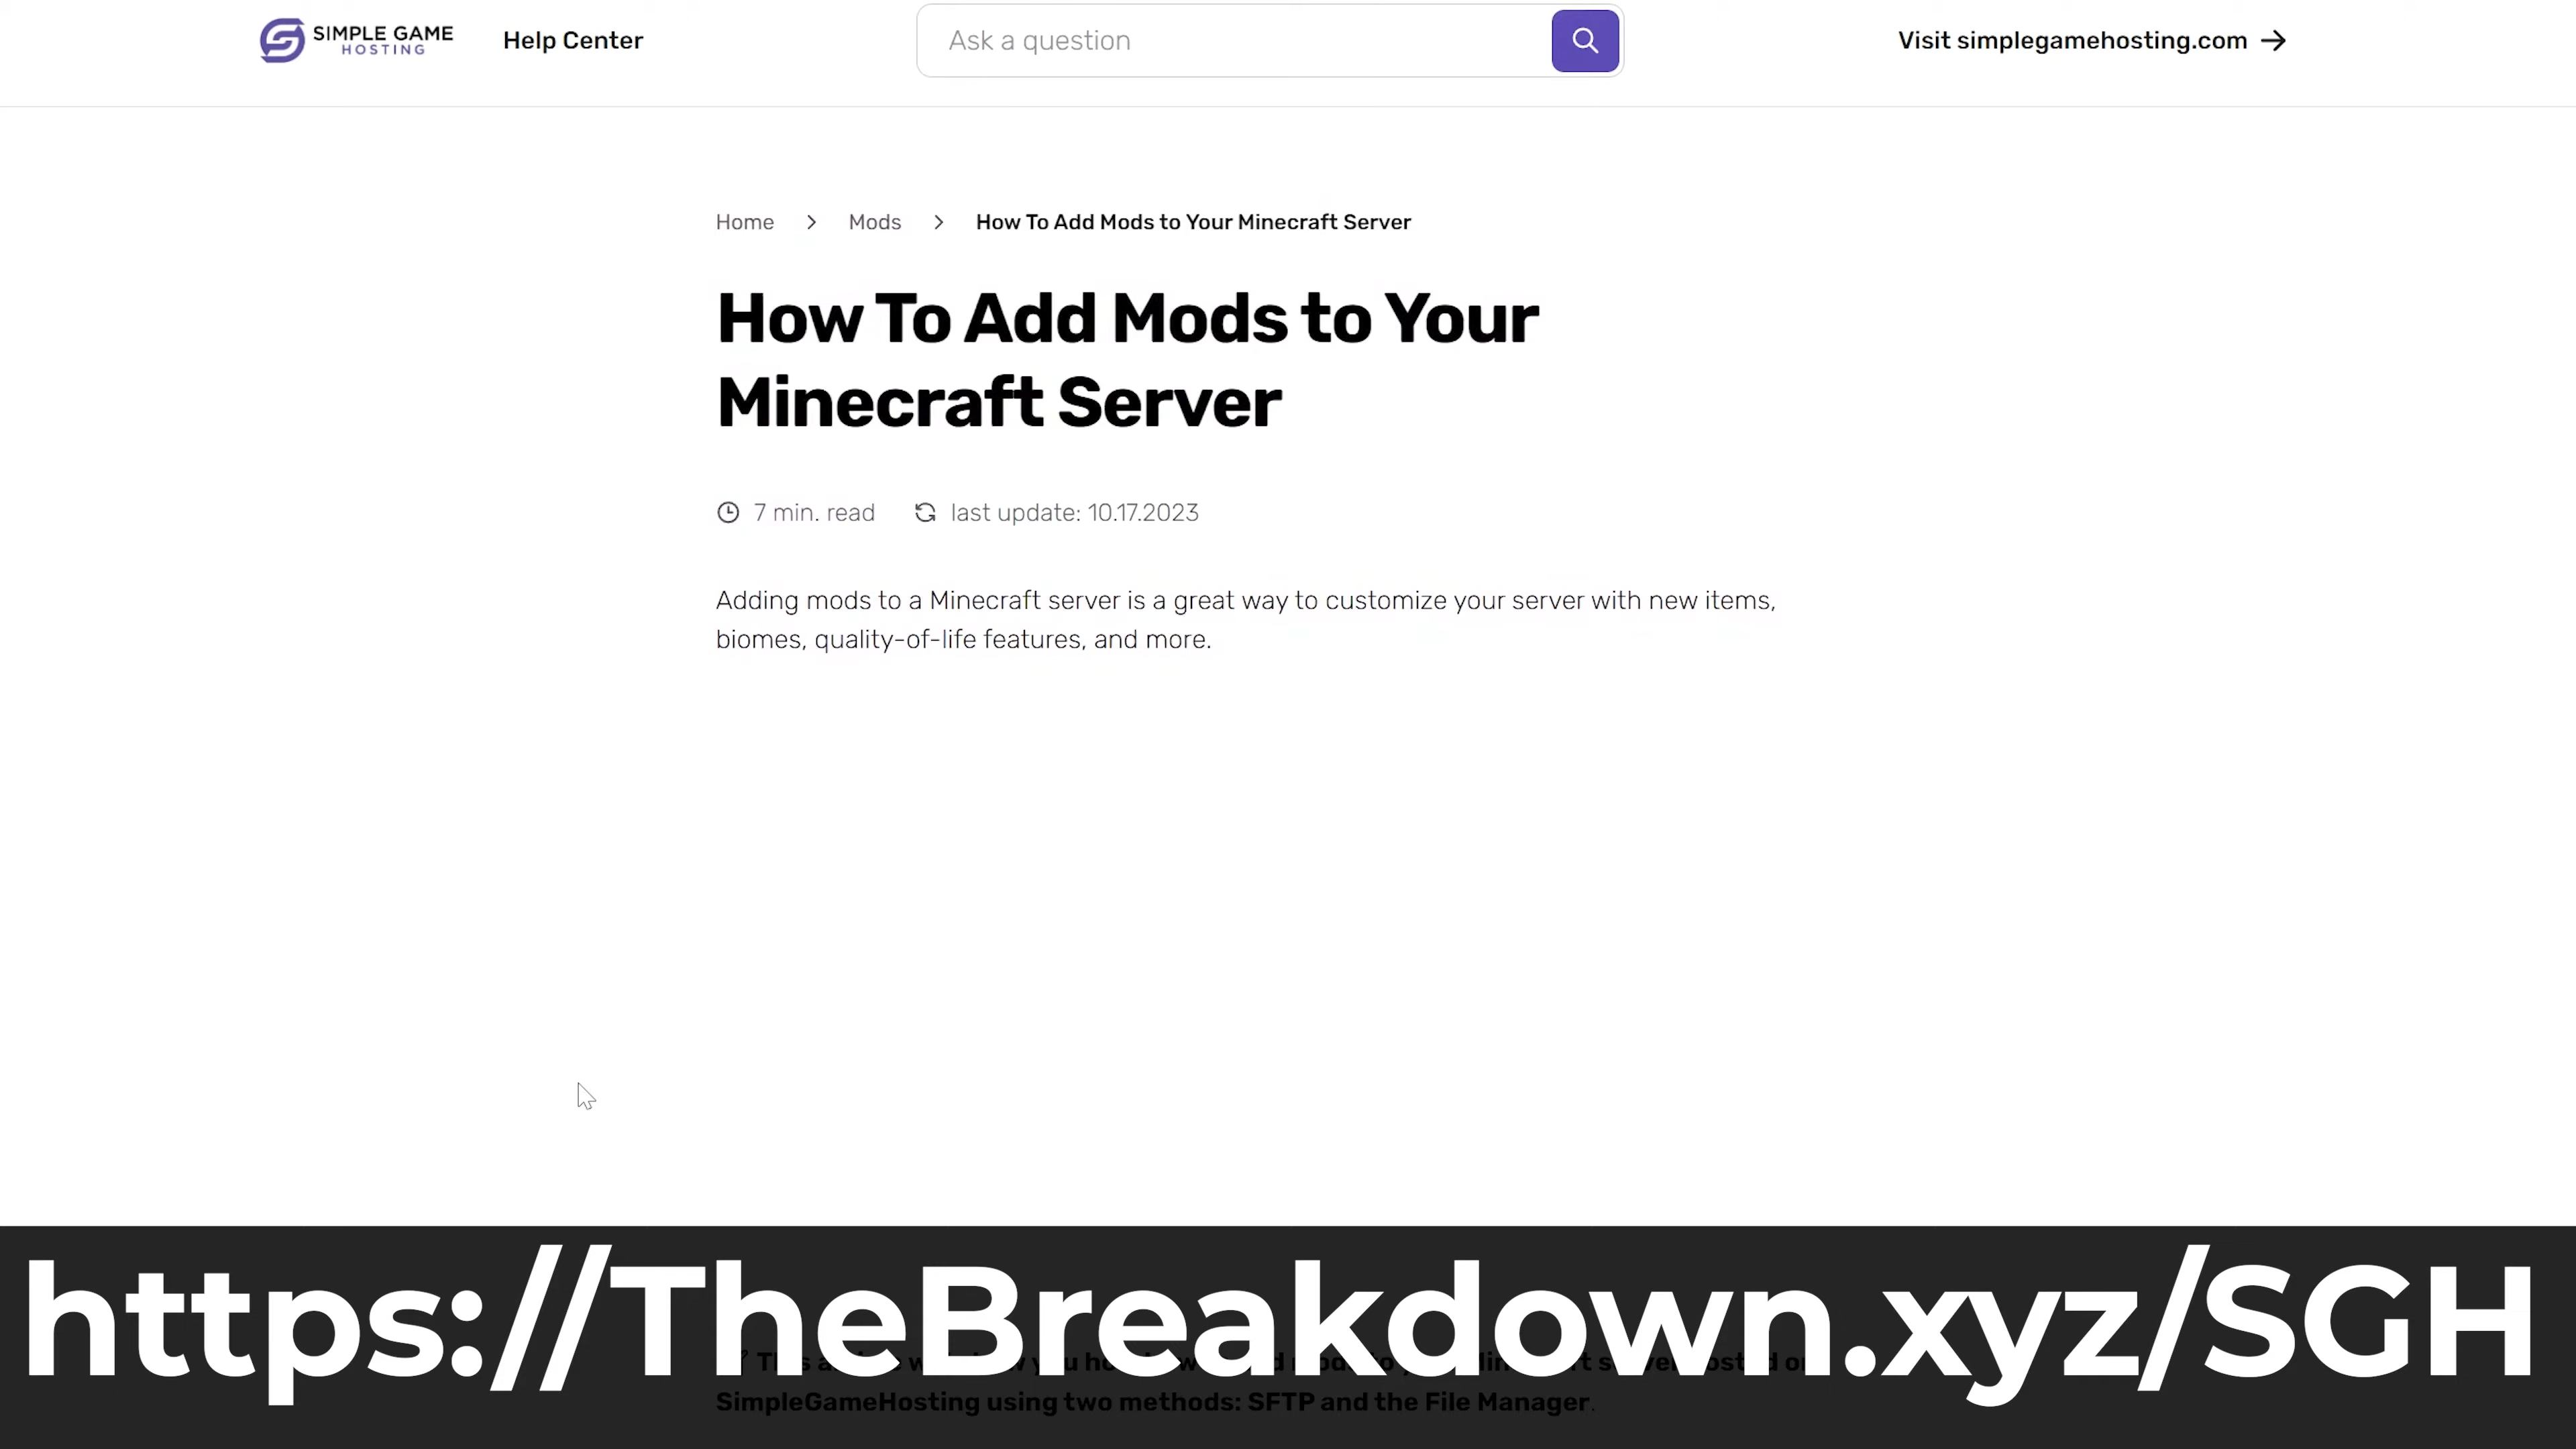 SIMPLE GAME
HOSTING
Help Center
Ask a question
Visit simplegamehosting.com
Home
Mods
How To Add Mods to Your Minecraft Server
How To Add Mods to Your
Minecraft Server
7 min. read
last update: 10.17.2023
Adding mods to a Minecraft server is a great way to customize your server with new items,
biomes, quality-of-life features, and more.
https://TheBreakdown.xyz/SGH
SimpleGameHosting using two methods: SFTP and the File Manager.